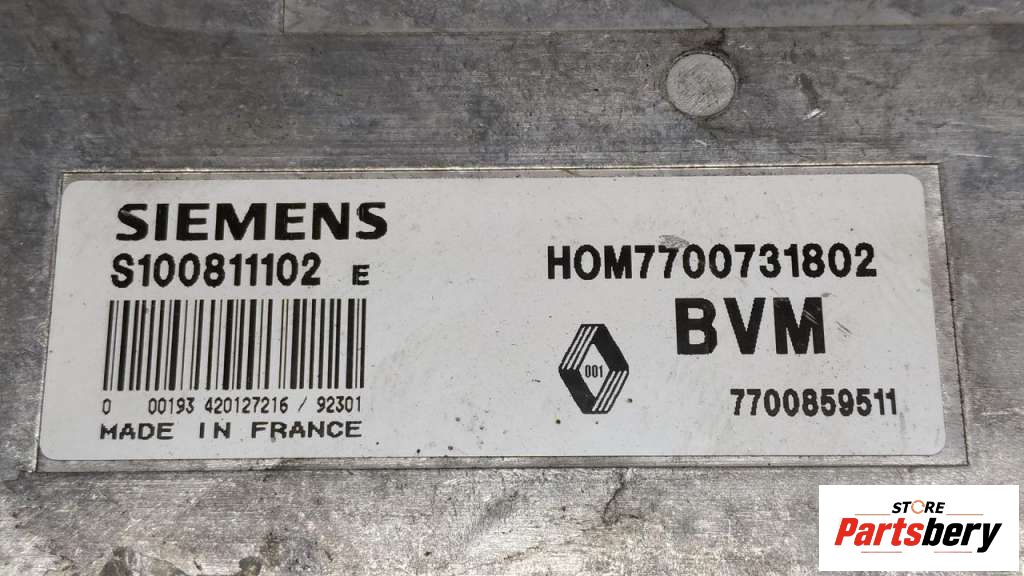 SIEMENS
S100811102 E
0 00193 420127216 / 92301
MADE IN FRANCE
HOM7700731802
BVM
001
7700859511
STORE
Partsbery